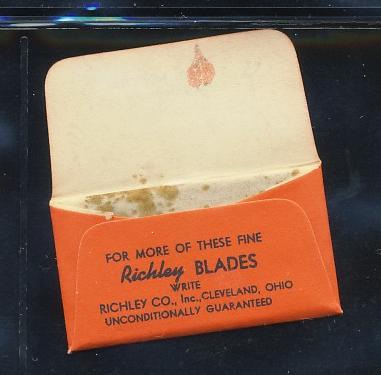 FOR MORE OF THESE FINE
Richley BLADES
WRITE
RICHLEY CO., Inc., CLEVELAND, OHIO
UNCONDITIONALLY GUARANTEED